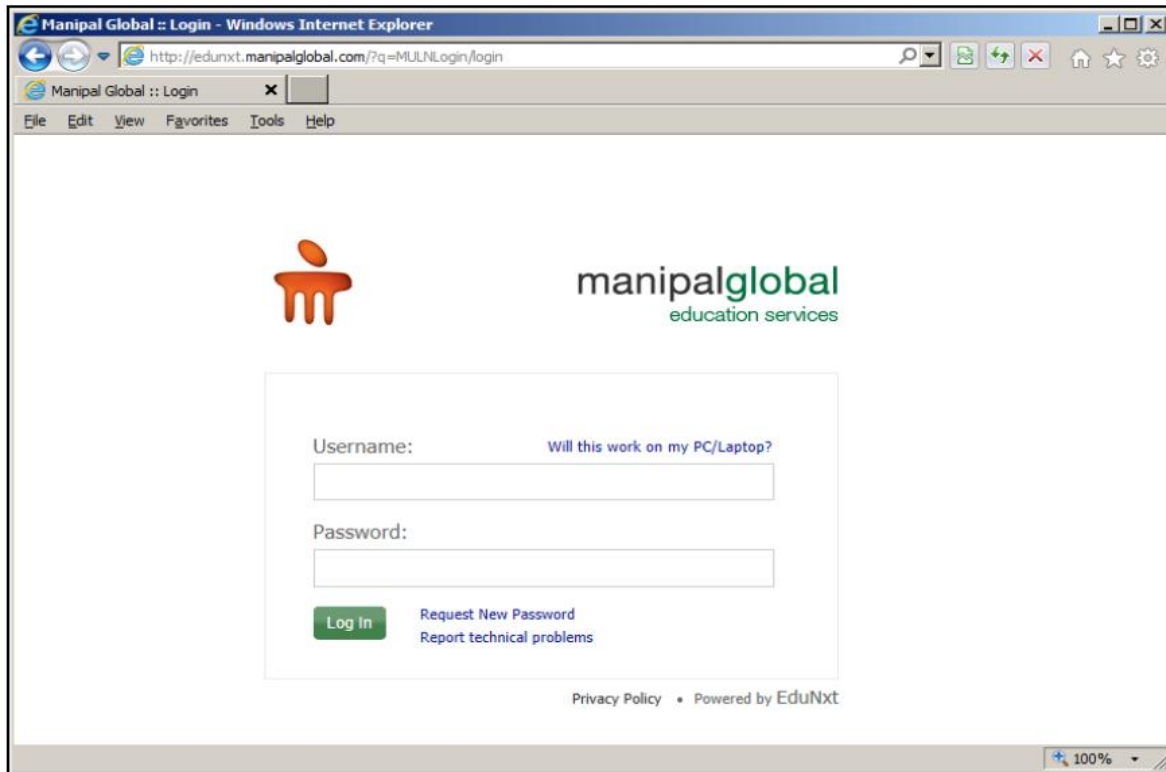 Manipal Global :: Login - Windows Internet Explorer
http://edunxt.manipalglobal.com/?q=MULNLogin/login
Manipal Global :: Login
File Edit View Favorites Tools Help
manipalglobal
education services
Username: Will this work on my PC/Laptop?
Password:
Log In Request New Password
Report technical problems
Privacy Policy • Powered by EduNxt
100%